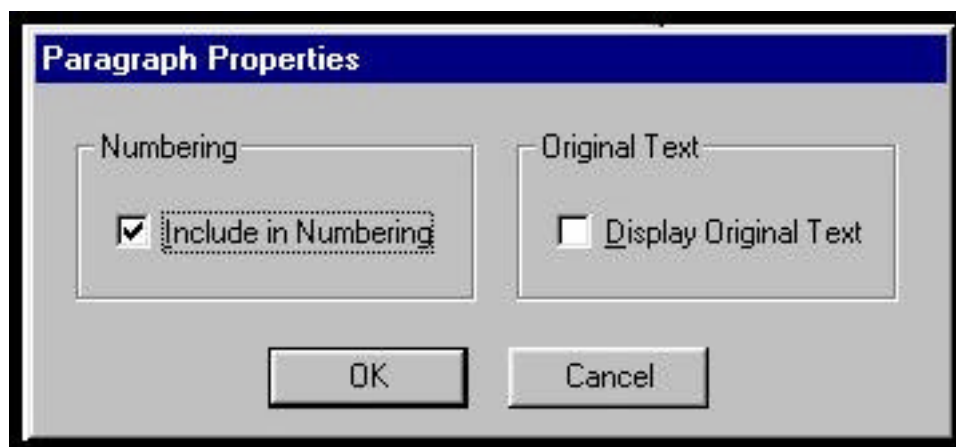 Paragraph Properties
Numbering
Include in Numbering
Original Text
Display Original Text
OK
Cancel